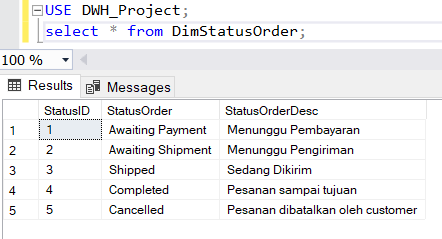 USE DWH_Project;
select * from DimStatusOrder;
100 %
Results Messages
StatusID StatusOrder StatusOrderDesc
1 1 Awaiting Payment Menunggu Pembayaran
2 2 Awaiting Shipment Menunggu Pengiriman
3 3 Shipped Sedang Dikirim
4 4 Completed Pesanan sampai tujuan
5 5 Cancelled Pesanan dibatalkan oleh customer